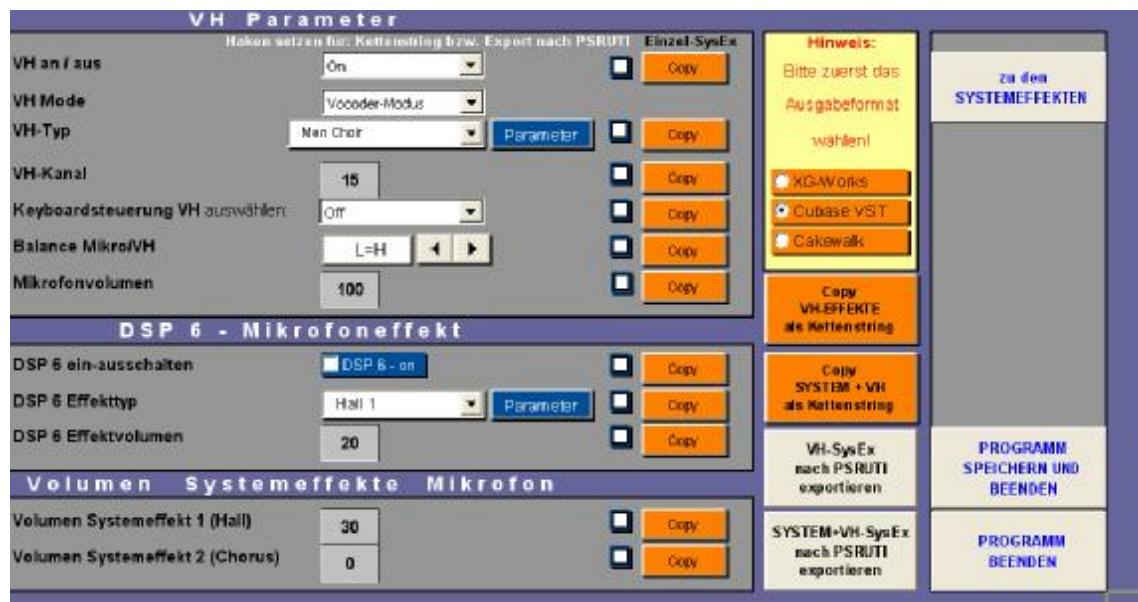 VH Parameter
Haken setzen für: Kettenstring bzw. Export nach PSRUTI Einzel-SysEx
VH an / aus On Copy
VH Mode Vocoder-Modus
VH-Typ Men Choir Parameter Copy
VH-Kanal 15 Copy
Keyboardsteuerung VH auswählen: Off Copy
Balance Mikro/VH L=H Copy
Mikrofonvolumen 100 Copy
DSP 6 - Mikrofoneffekt
DSP 6 ein-ausschalten DSP 6 - on Copy
DSP 6 Effekttyp Hall 1 Parameter Copy
DSP 6 Effektvolumen 20 Copy
Volumen Systemeffekte Mikrofon
Volumen Systemeffekt 1 (Hall) 30 Copy
Volumen Systemeffekt 2 (Chorus) 0 Copy
Hinweis:
Bitte zuerst das
Ausgabeformat
wählen!
XG-Works
Cubase VST
Cakewalk
Copy
VH-EFFEKTE
als Kettenstring
Copy
SYSTEM + VH
als Kettenstring
VH-SysEx
nach PSRUTI
exportieren
SYSTEM+VH-SysEx
nach PSRUTI
exportieren
zu den
SYSTEMEFFEKTEN
PROGRAMM
SPEICHERN UND
BEENDEN
PROGRAMM
BEENDEN